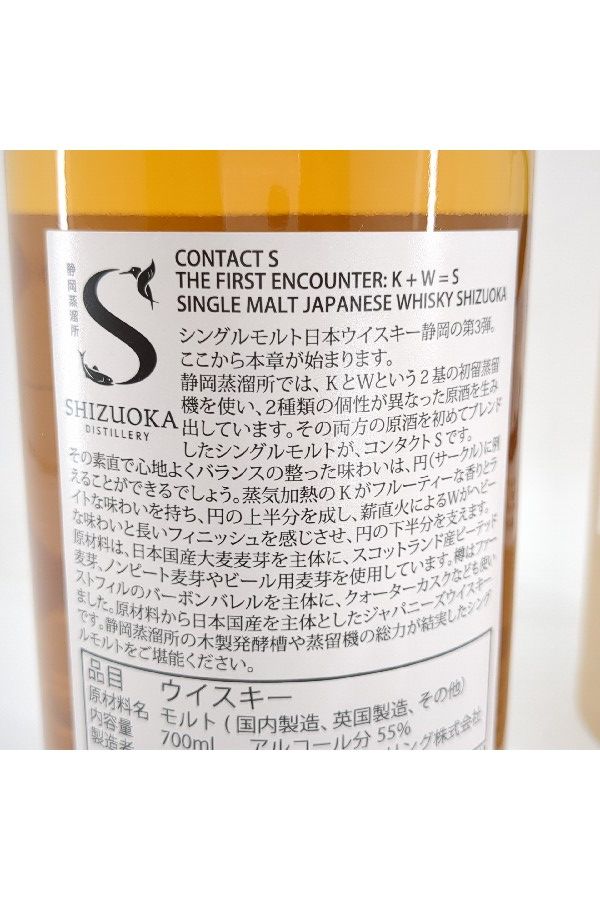 CONTACT S
THE FIRST ENCOUNTER: K + W = S
SINGLE MALT JAPANESE WHISKY SHIZUOKA
静岡蒸溜所
S
SHIZUOKA
DISTILLERY
シングルモルト日本ウイスキー静岡の第3弾。
ここから本章が始まります。
静岡蒸溜所では、KとWという2基の初留蒸留
機を使い、2種類の個性が異なった原酒を生み
出しています。その両方の原酒を初めてブレンド
したシングルモルトが、コンタクトSです。
その素直で心地よくバランスの整った味わいは、円(サークル)に例
えることができるでしょう。蒸気加熱のKがフルーティーな香りとラ
イトな味わいを持ち、円の上半分を成し、薪直火によるWがヘビー
な味わいと長いフィニッシュを感じさせ、円の下半分を支えます。
原材料は、日本国産大麦麦芽を主体に、スコットランド産ピーテッド
麦芽、ノンピート麦芽やビール用麦芽を使用しています。樽はファー
ストフィルのバーボンバレルを主体に、クォーターカスクなども使い
ました。原材料から日本国産を主体としたジャパニーズウイスキー
です。静岡蒸溜所の木製発酵槽や蒸留機の総力が結実したシング
ルモルトをご堪能ください。
品目 ウイスキー
原材料名 モルト(国内製造、英国製造、その他)
内容量 700ml アルコール分 55%
製造者 リング株式会社